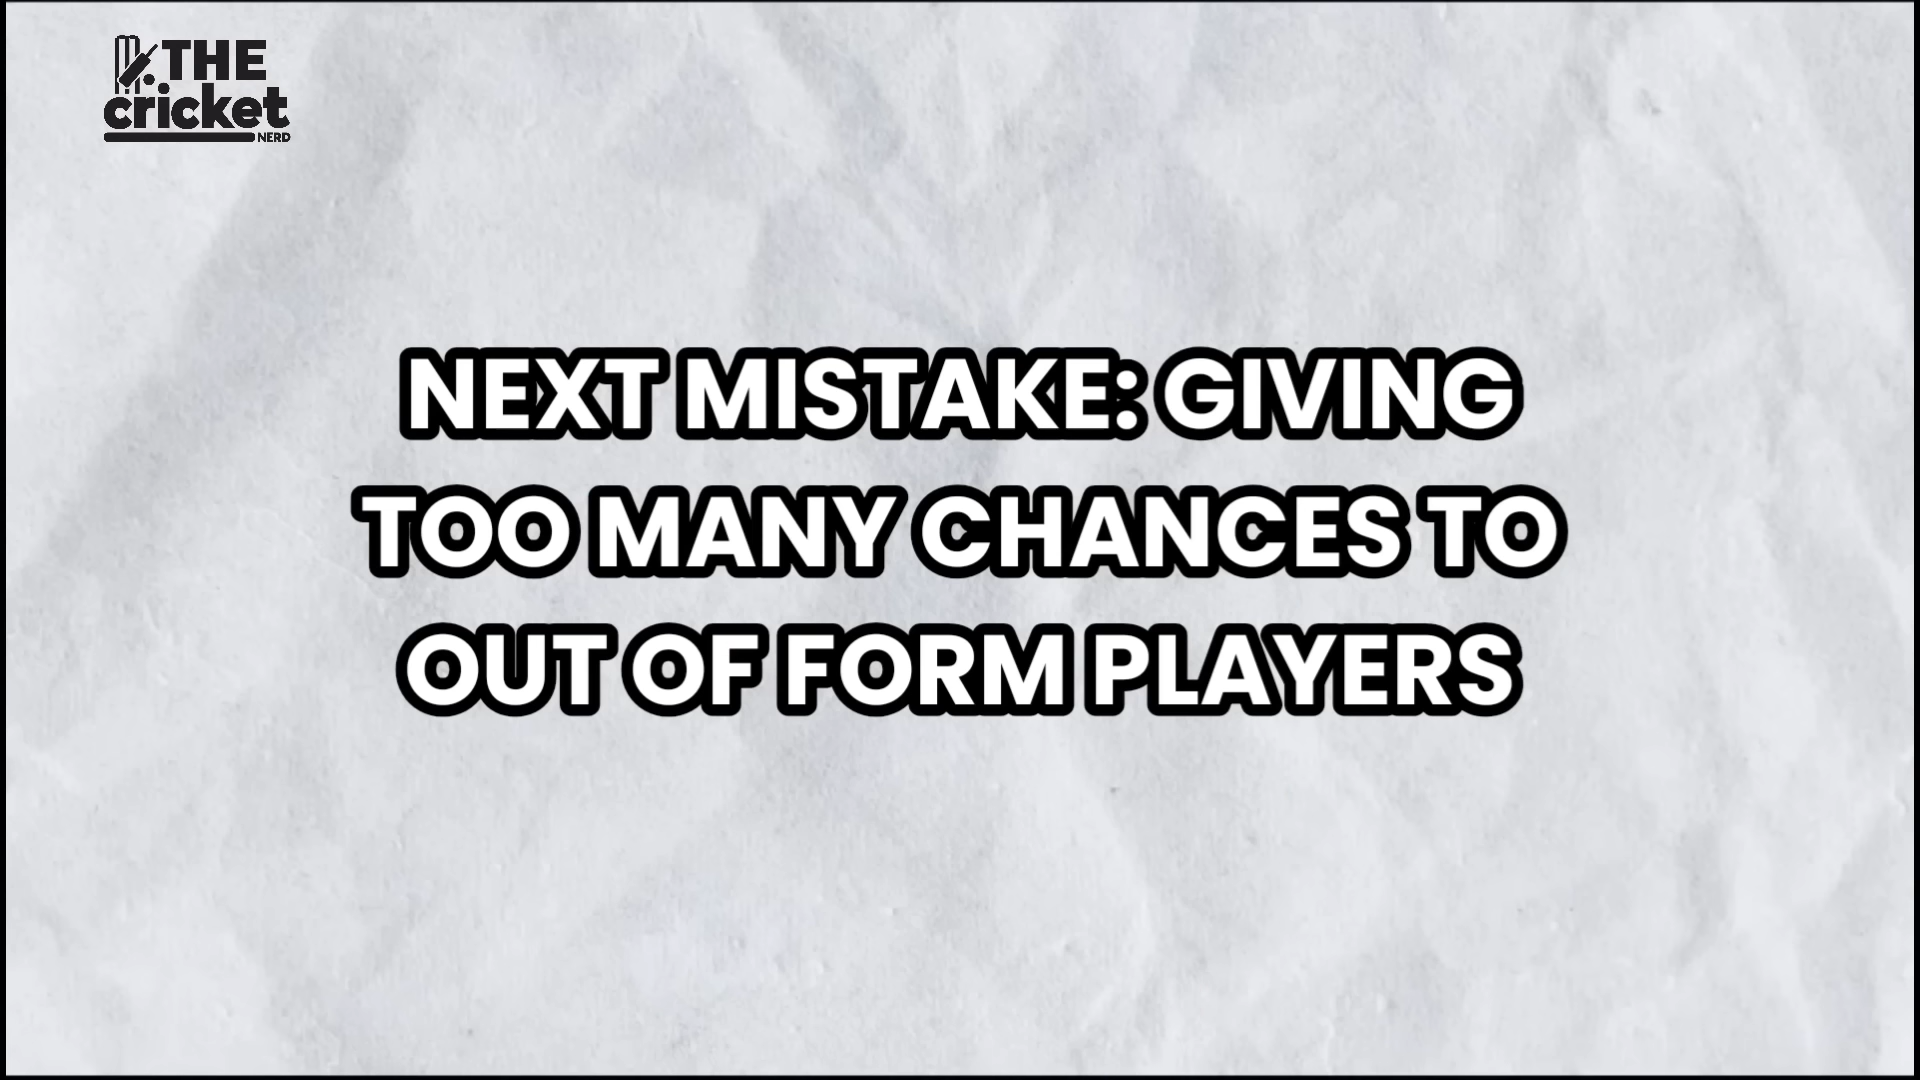 THE
cricket
NERD
NEXT MISTAKE: GIVING
TOO MANY CHANCES TO
OUT OF FORM PLAYERS